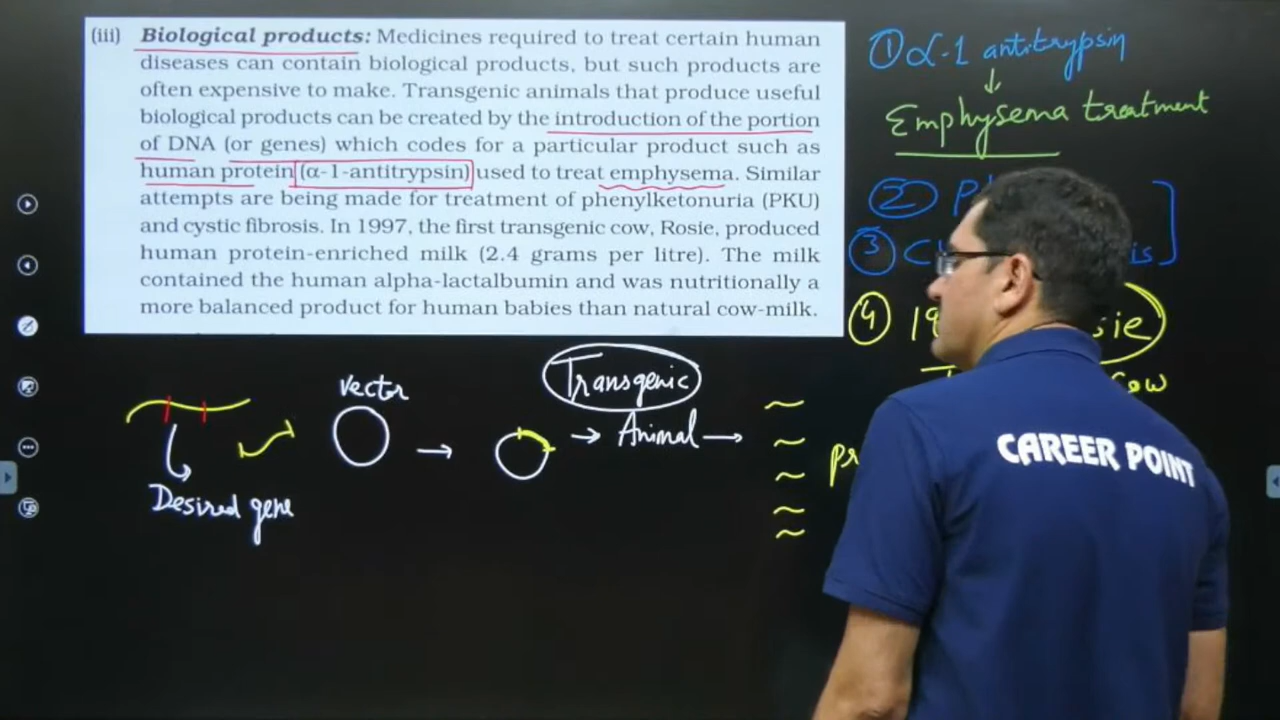 (iii) Biological products: Medicines required to treat certain human
diseases can contain biological products, but such products are
often expensive to make. Transgenic animals that produce useful
biological products can be created by the introduction of the portion
of DNA (or genes) which codes for a particular product such as
human protein (α-1-antitrypsin) used to treat emphysema. Similar
attempts are being made for treatment of phenylketonuria (PKU)
and cystic fibrosis. In 1997, the first transgenic cow, Rosie, produced
human protein-enriched milk (2.4 grams per litre). The milk
contained the human alpha-lactalbumin and was nutritionally a
more balanced product for human babies than natural cow-milk.
① α-1 antitrypsin
↓
Emphysema treatment
②
③
④
Cow
Vector
Transgenic
→ Animal →
Desired gene
CAREER POINT